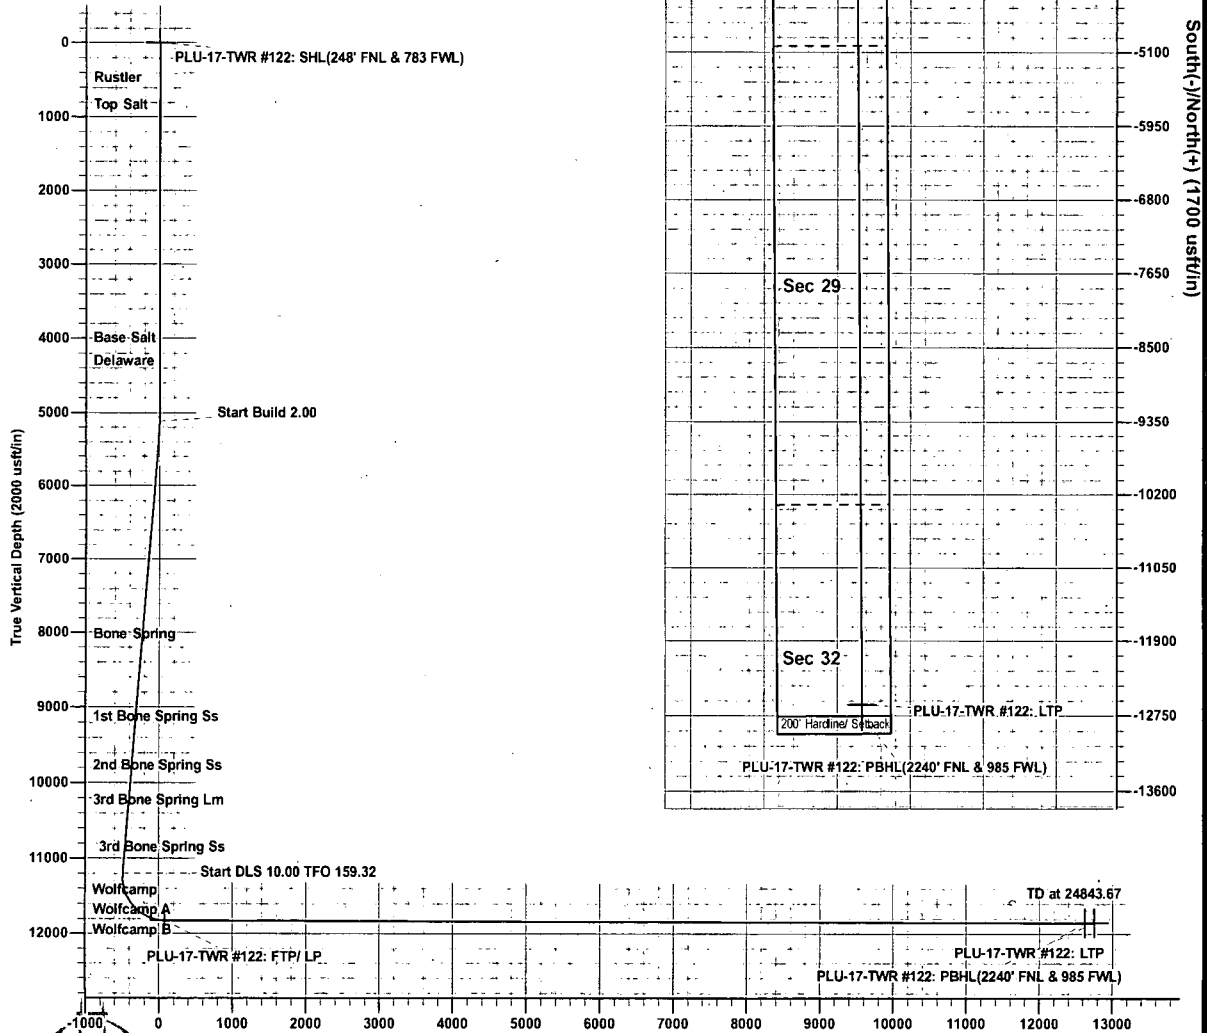 0
PLU-17-TWR #122: SHL(248' FNL & 783 FWL)
Rustler
Top Salt
1000
2000
3000
4000
Base Salt
Delaware
5000
Start Build 2.00
6000
7000
8000
Bone Spring
9000
1st Bone Spring Ss
2nd Bone Spring Ss
10000
3rd Bone Spring Lm
3rd Bone Spring Ss
11000
Start DLS 10.00 TFO 159.32
Wolfcamp
Wolfcamp A
Wolfcamp B
12000
PLU-17-TWR #122: FTP/ LP
TD at 24843.67
PLU-17-TWR #122: LTP
PLU-17-TWR #122: PBHL(2240' FNL & 985 FWL)
-1000 0 1000 2000 3000 4000 5000 6000 7000 8000 9000 10000 11000 12000 13000
True Vertical Depth (2000 usft/in)
Sec 29
Sec 32
200' Hardline/ Setback
PLU-17-TWR #122: LTP
PLU-17-TWR #122: PBHL(2240' FNL & 985 FWL)
-5100
-5950
-6800
-7650
-8500
-9350
-10200
-11050
-11900
-12750
-13600
South(-)/North(+) (1700 usft/in)